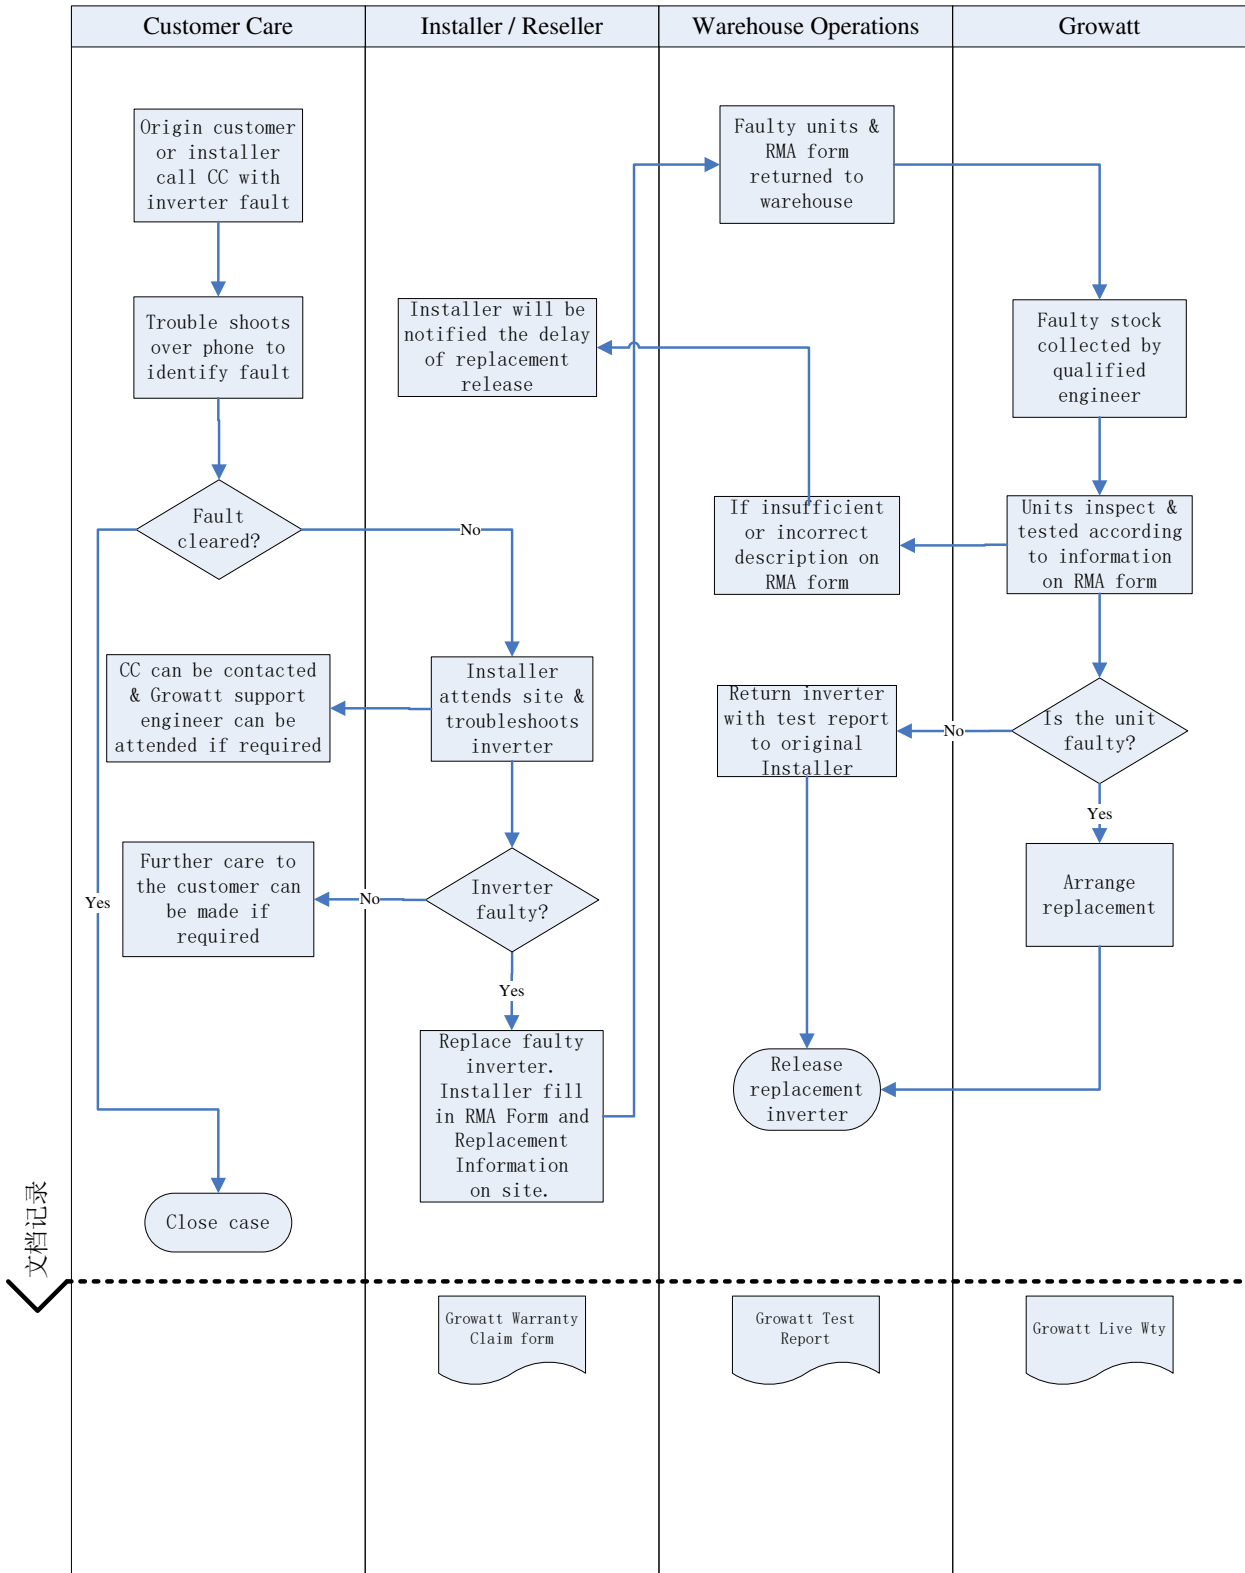 Customer Care
Installer / Reseller
Warehouse Operations
Growatt
Origin customer
or installer
call CC with
inverter fault
Trouble shoots
over phone to
identify fault
Fault
cleared?
No
Yes
CC can be contacted
& Growatt support
engineer can be
attended if required
Further care to
the customer can
be made if
required
Close case
Installer will be
notified the delay
of replacement
release
Installer
attends site &
troubleshoots
inverter
Inverter
faulty?
No
Yes
Replace faulty
inverter.
Installer fill
in RMA Form and
Replacement
Information
on site.
Faulty units &
RMA form
returned to
warehouse
If insufficient
or incorrect
description on
RMA form
Return inverter
with test report
to original
Installer
Release
replacement
inverter
Faulty stock
collected by
qualified
engineer
Units inspect &
tested according
to information
on RMA form
Is the unit
faulty?
No
Yes
Arrange
replacement
文档记录
Growatt Warranty
Claim form
Growatt Test
Report
Growatt Live Wty